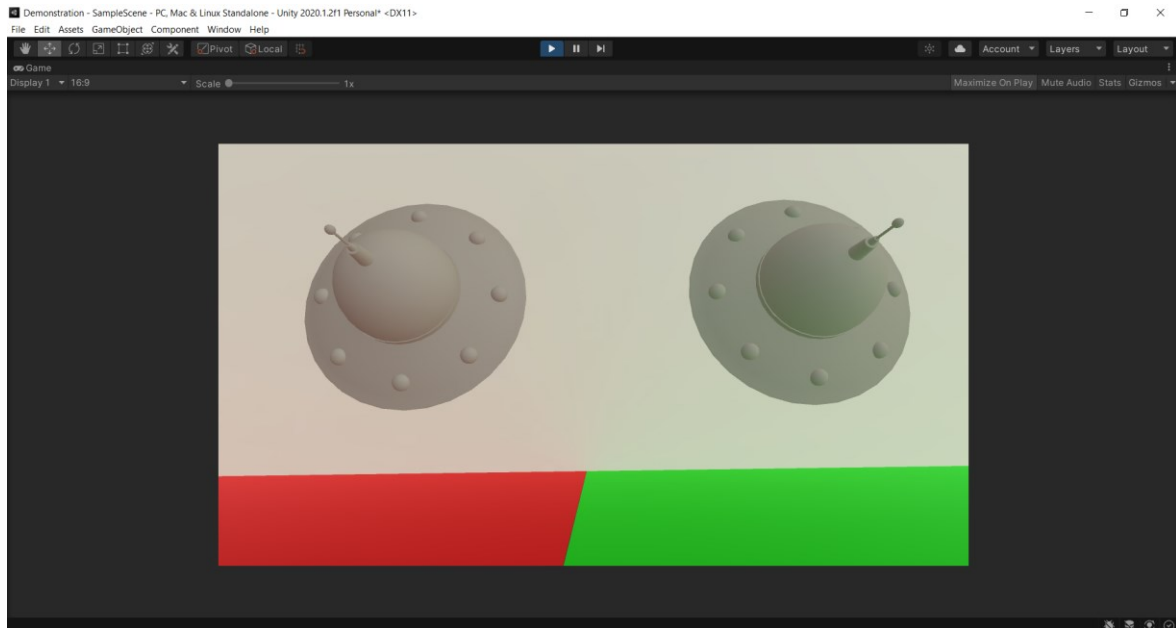 Demonstration - SampleScene - PC, Mac & Linux Standalone - Unity 2020.1.2f1 Personal* <DX11>
File Edit Assets GameObject Component Window Help
Pivot Local Account Layers Layout
Game
Display 1 16:9 Scale 1x Maximize On Play Mute Audio Stats Gizmos